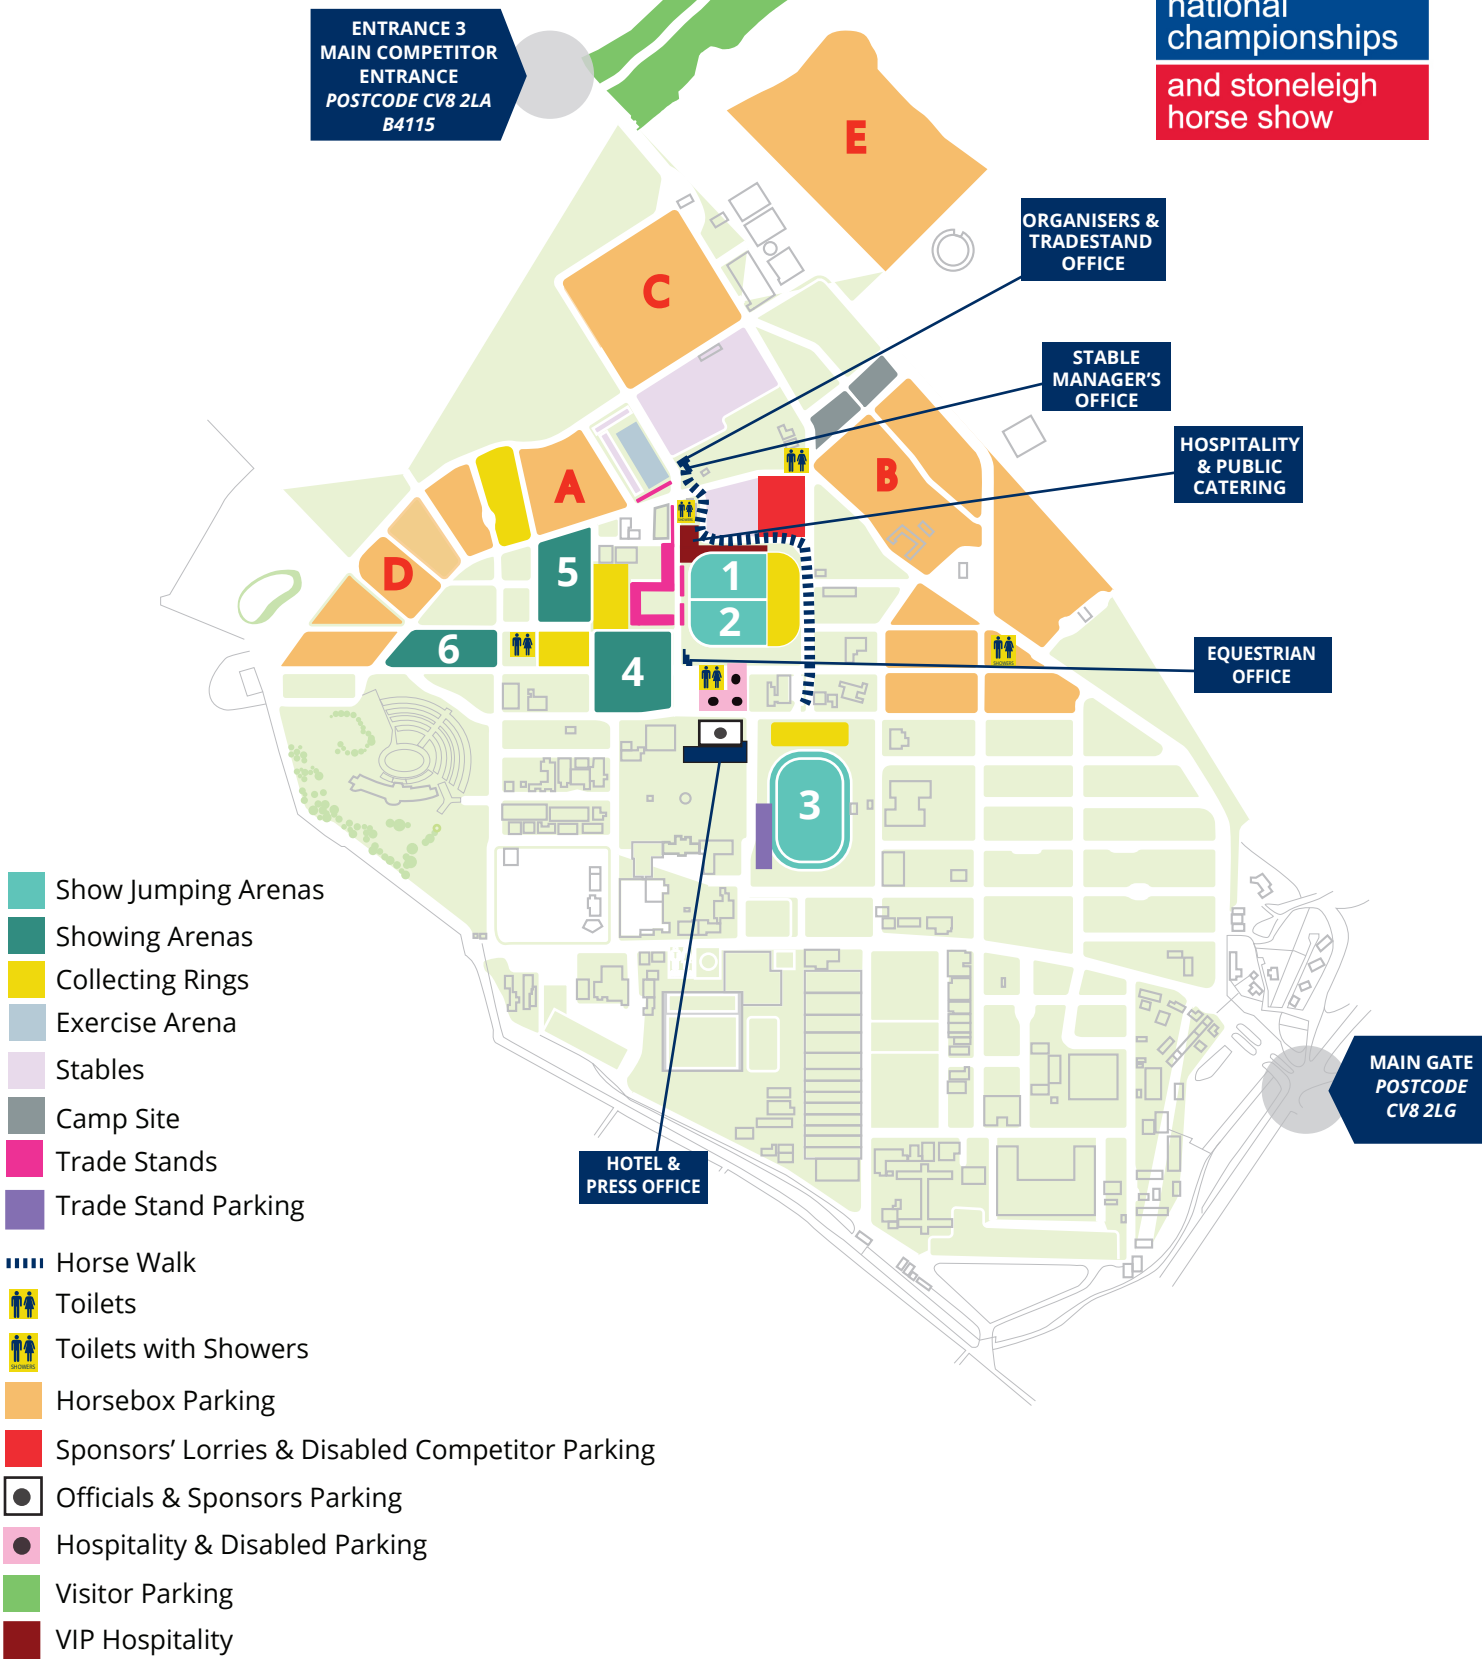 national
championships
and stoneleigh
horse show
ENTRANCE 3
MAIN COMPETITOR
ENTRANCE
POSTCODE CV8 2LA
B4115
E
ORGANISERS &
TRADESTAND
OFFICE
C
STABLE
MANAGER'S
OFFICE
HOSPITALITY
& PUBLIC
CATERING
A
B
SHOWERS
D
5
1
2
6
4
SHOWERS
EQUESTRIAN
OFFICE
3
MAIN GATE
POSTCODE
CV8 2LG
HOTEL &
PRESS OFFICE
Show Jumping Arenas
Showing Arenas
Collecting Rings
Exercise Arena
Stables
Camp Site
Trade Stands
Trade Stand Parking
Horse Walk
Toilets
SHOWERS
Toilets with Showers
Horsebox Parking
Sponsors' Lorries & Disabled Competitor Parking
Officials & Sponsors Parking
Hospitality & Disabled Parking
Visitor Parking
VIP Hospitality